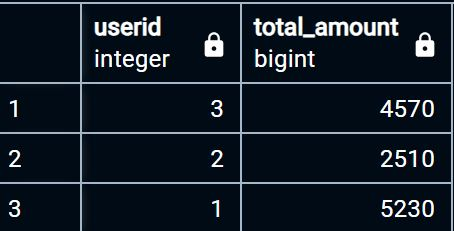 userid total_amount
integer bigint
1 3 4570
2 2 2510
3 1 5230